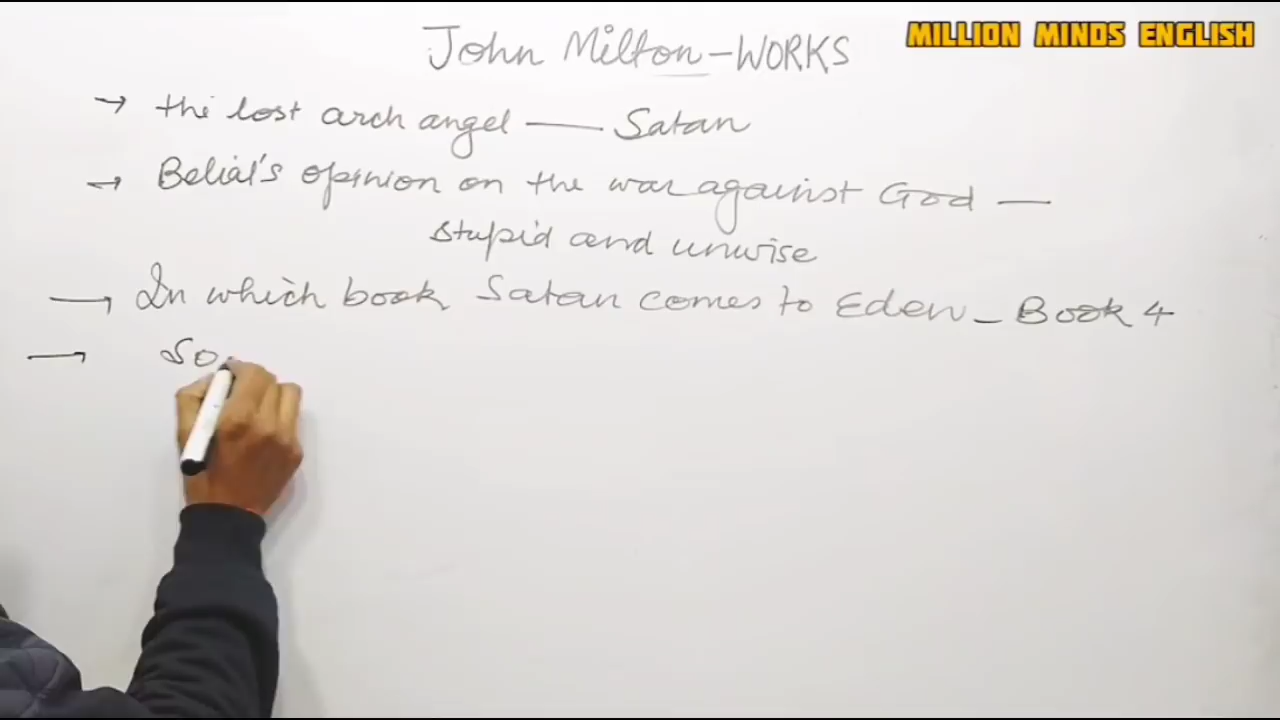 MILLION MINDS ENGLISH
John Milton-WORKS
→ the lost arch angel — Satan
→ Belial's opinion on the war against God —
stupid and unwise
→ In which book Satan comes to Eden - Book 4
→ So